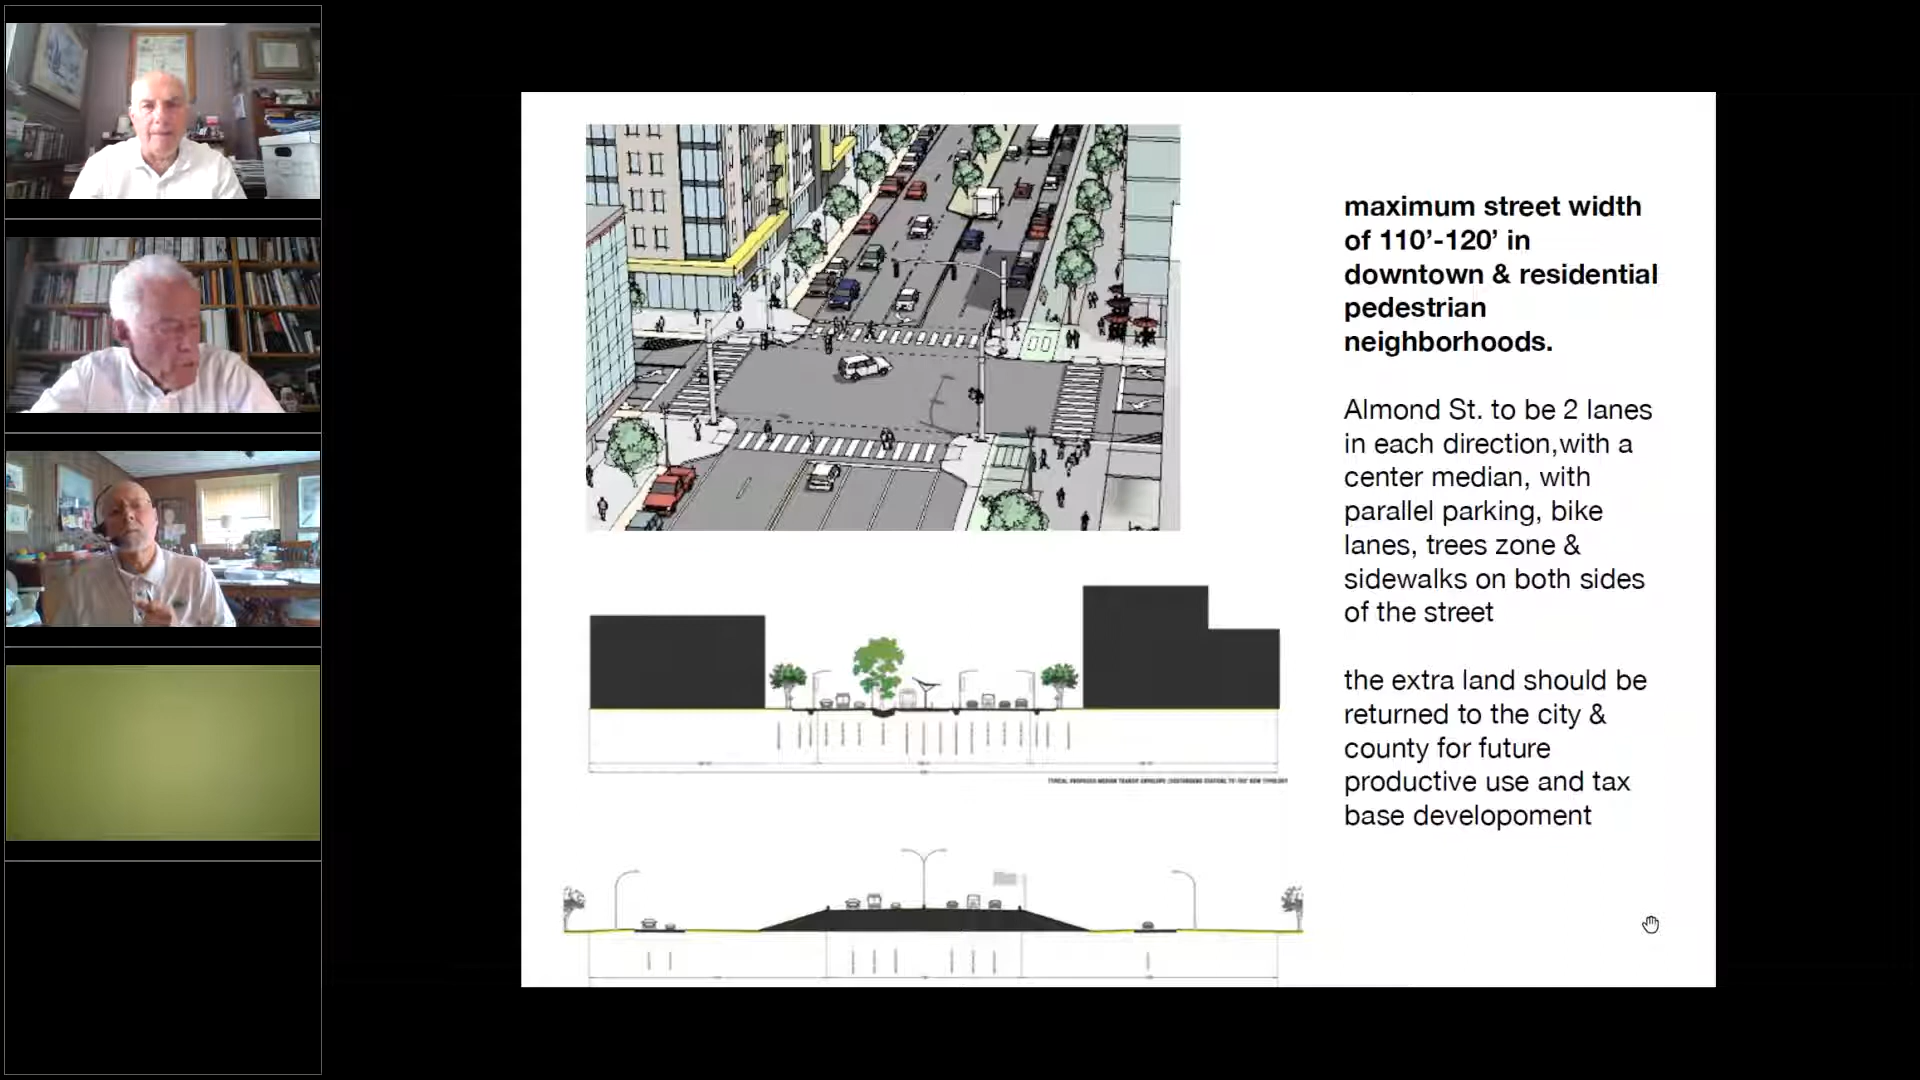 maximum street width
of 110’-120’ in
downtown & residential
pedestrian
neighborhoods.
Almond St. to be 2 lanes
in each direction,with a
center median, with
parallel parking, bike
lanes, trees zone &
sidewalks on both sides
of the street
the extra land should be
returned to the city &
county for future
productive use and tax
base developoment